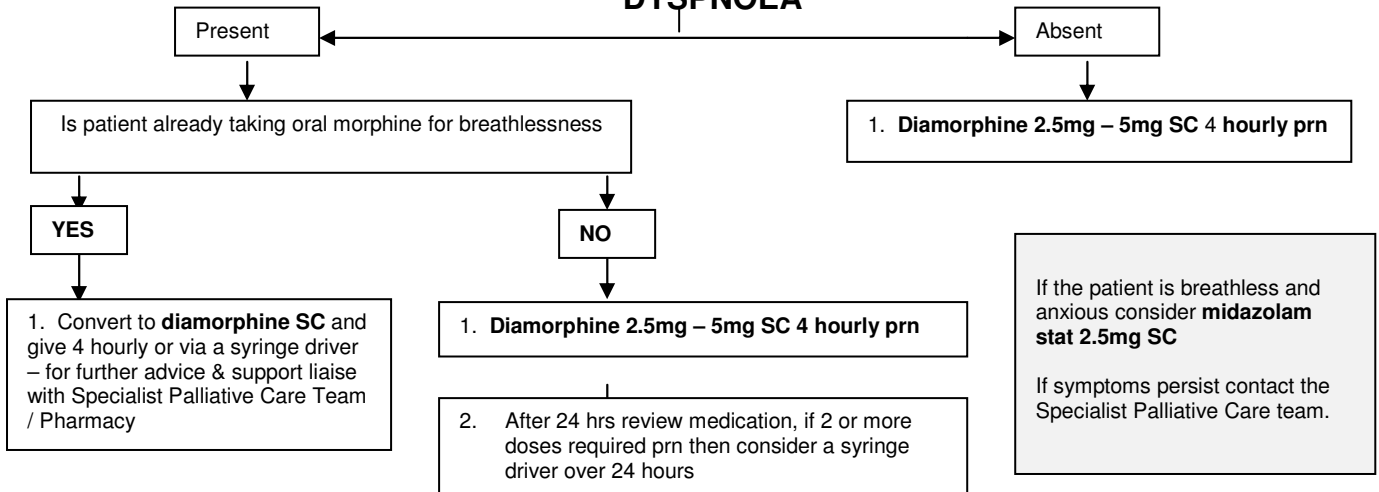 DYSPNOEA
Present
Absent
Is patient already taking oral morphine for breathlessness
1. Diamorphine 2.5mg – 5mg SC 4 hourly prn
YES
NO
1. Convert to diamorphine SC and
give 4 hourly or via a syringe driver
– for further advice & support liaise
with Specialist Palliative Care Team
/ Pharmacy
1. Diamorphine 2.5mg – 5mg SC 4 hourly prn
2. After 24 hrs review medication, if 2 or more
doses required prn then consider a syringe
driver over 24 hours
If the patient is breathless and
anxious consider midazolam
stat 2.5mg SC
If symptoms persist contact the
Specialist Palliative Care team.